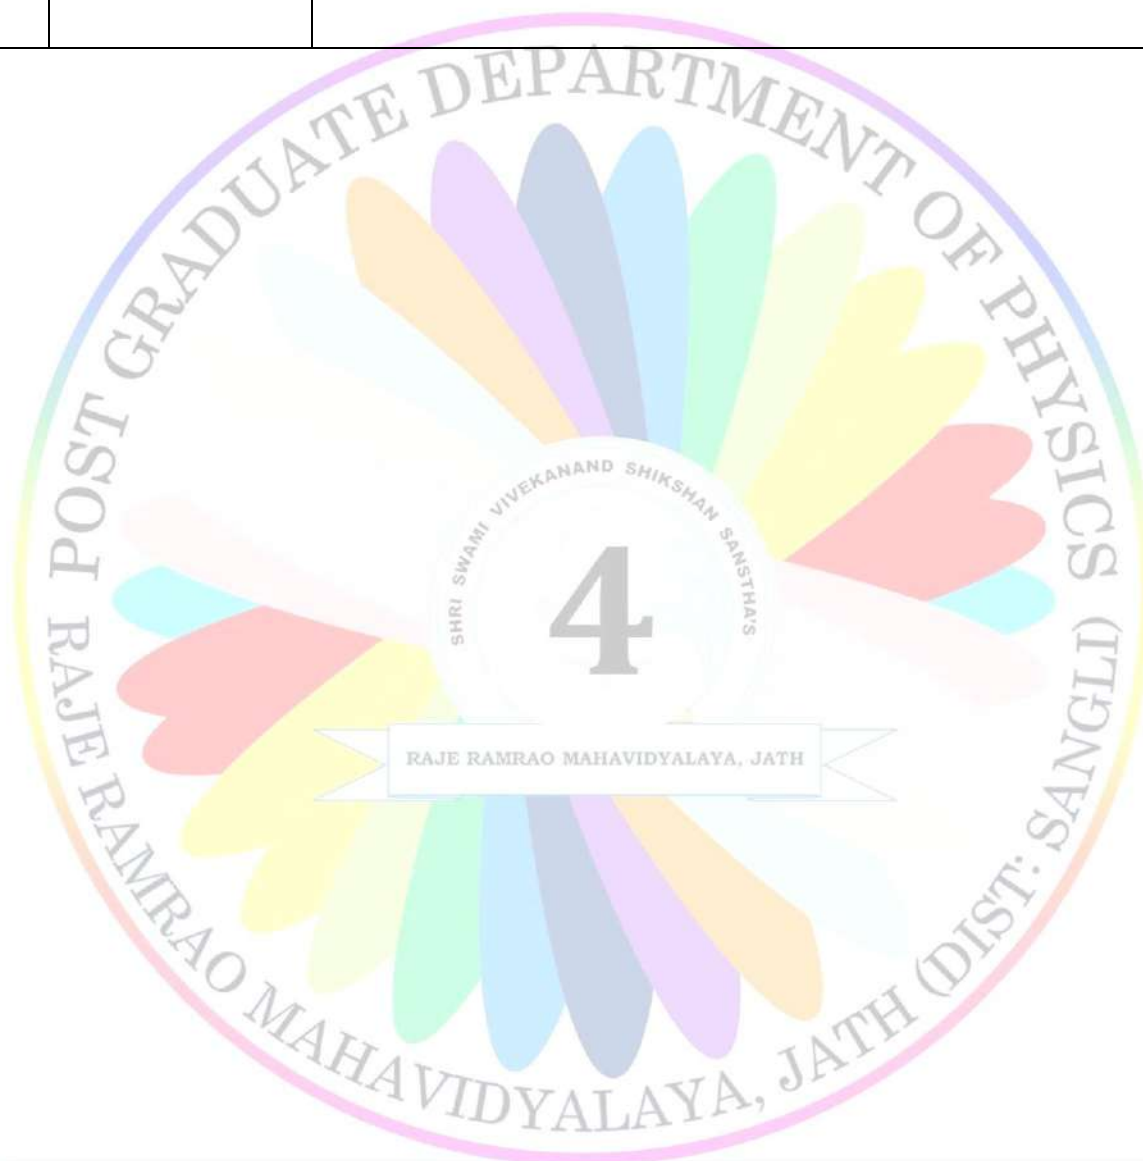 POST GRADUATE DEPARTMENT OF PHYSICS
SHRI SWAMI VIVEKANAND SHIKSHAN SANSTHA'S
4
RAJE RAMRAO MAHAVIDYALAYA, JATH
RAJE RAMRAO MAHAVIDYALAYA, JATH (DIST: SANGLI)